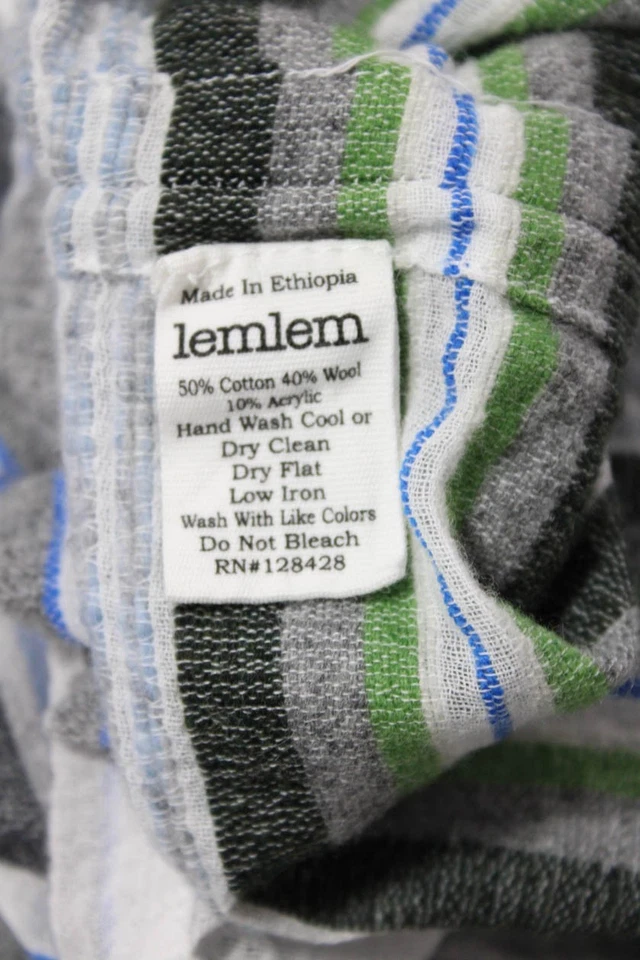 Made In Ethiopia
lemlem
50% Cotton 40% Wool
10% Acrylic
Hand Wash Cool or
Dry Clean
Dry Flat
Low Iron
Wash With Like Colors
Do Not Bleach
RN#128428